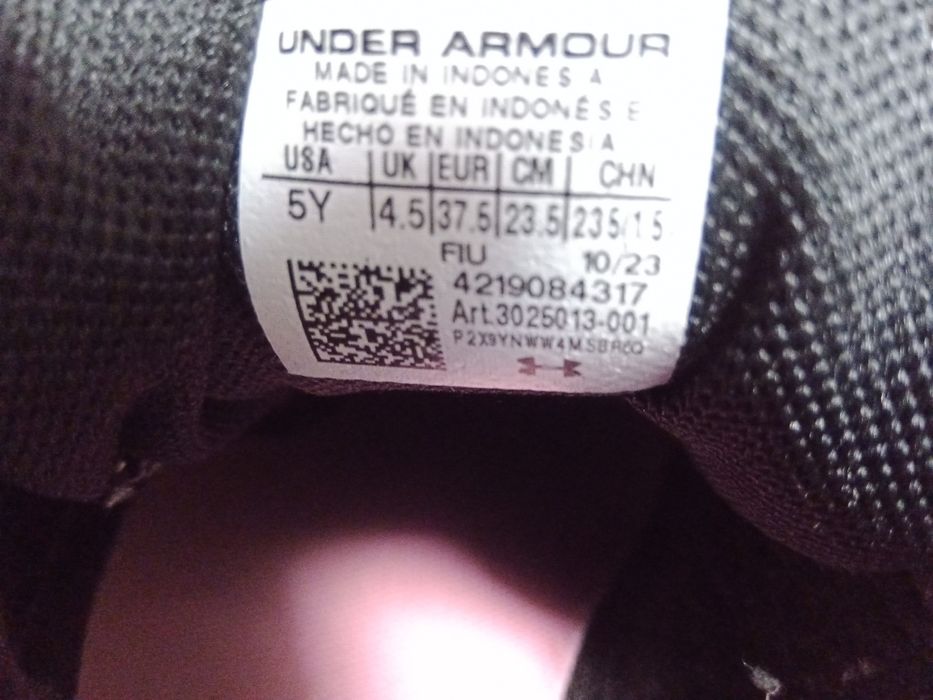 UNDER ARMOUR
MADE IN INDONESIA
FABRIQUÉ EN INDONÉSIE
HECHO EN INDONESIA
USA UK EUR CM CHN
5Y 4.5 37.5 23.5 235/1.5
FIU 10/23
4219084317
Art.3025013-001